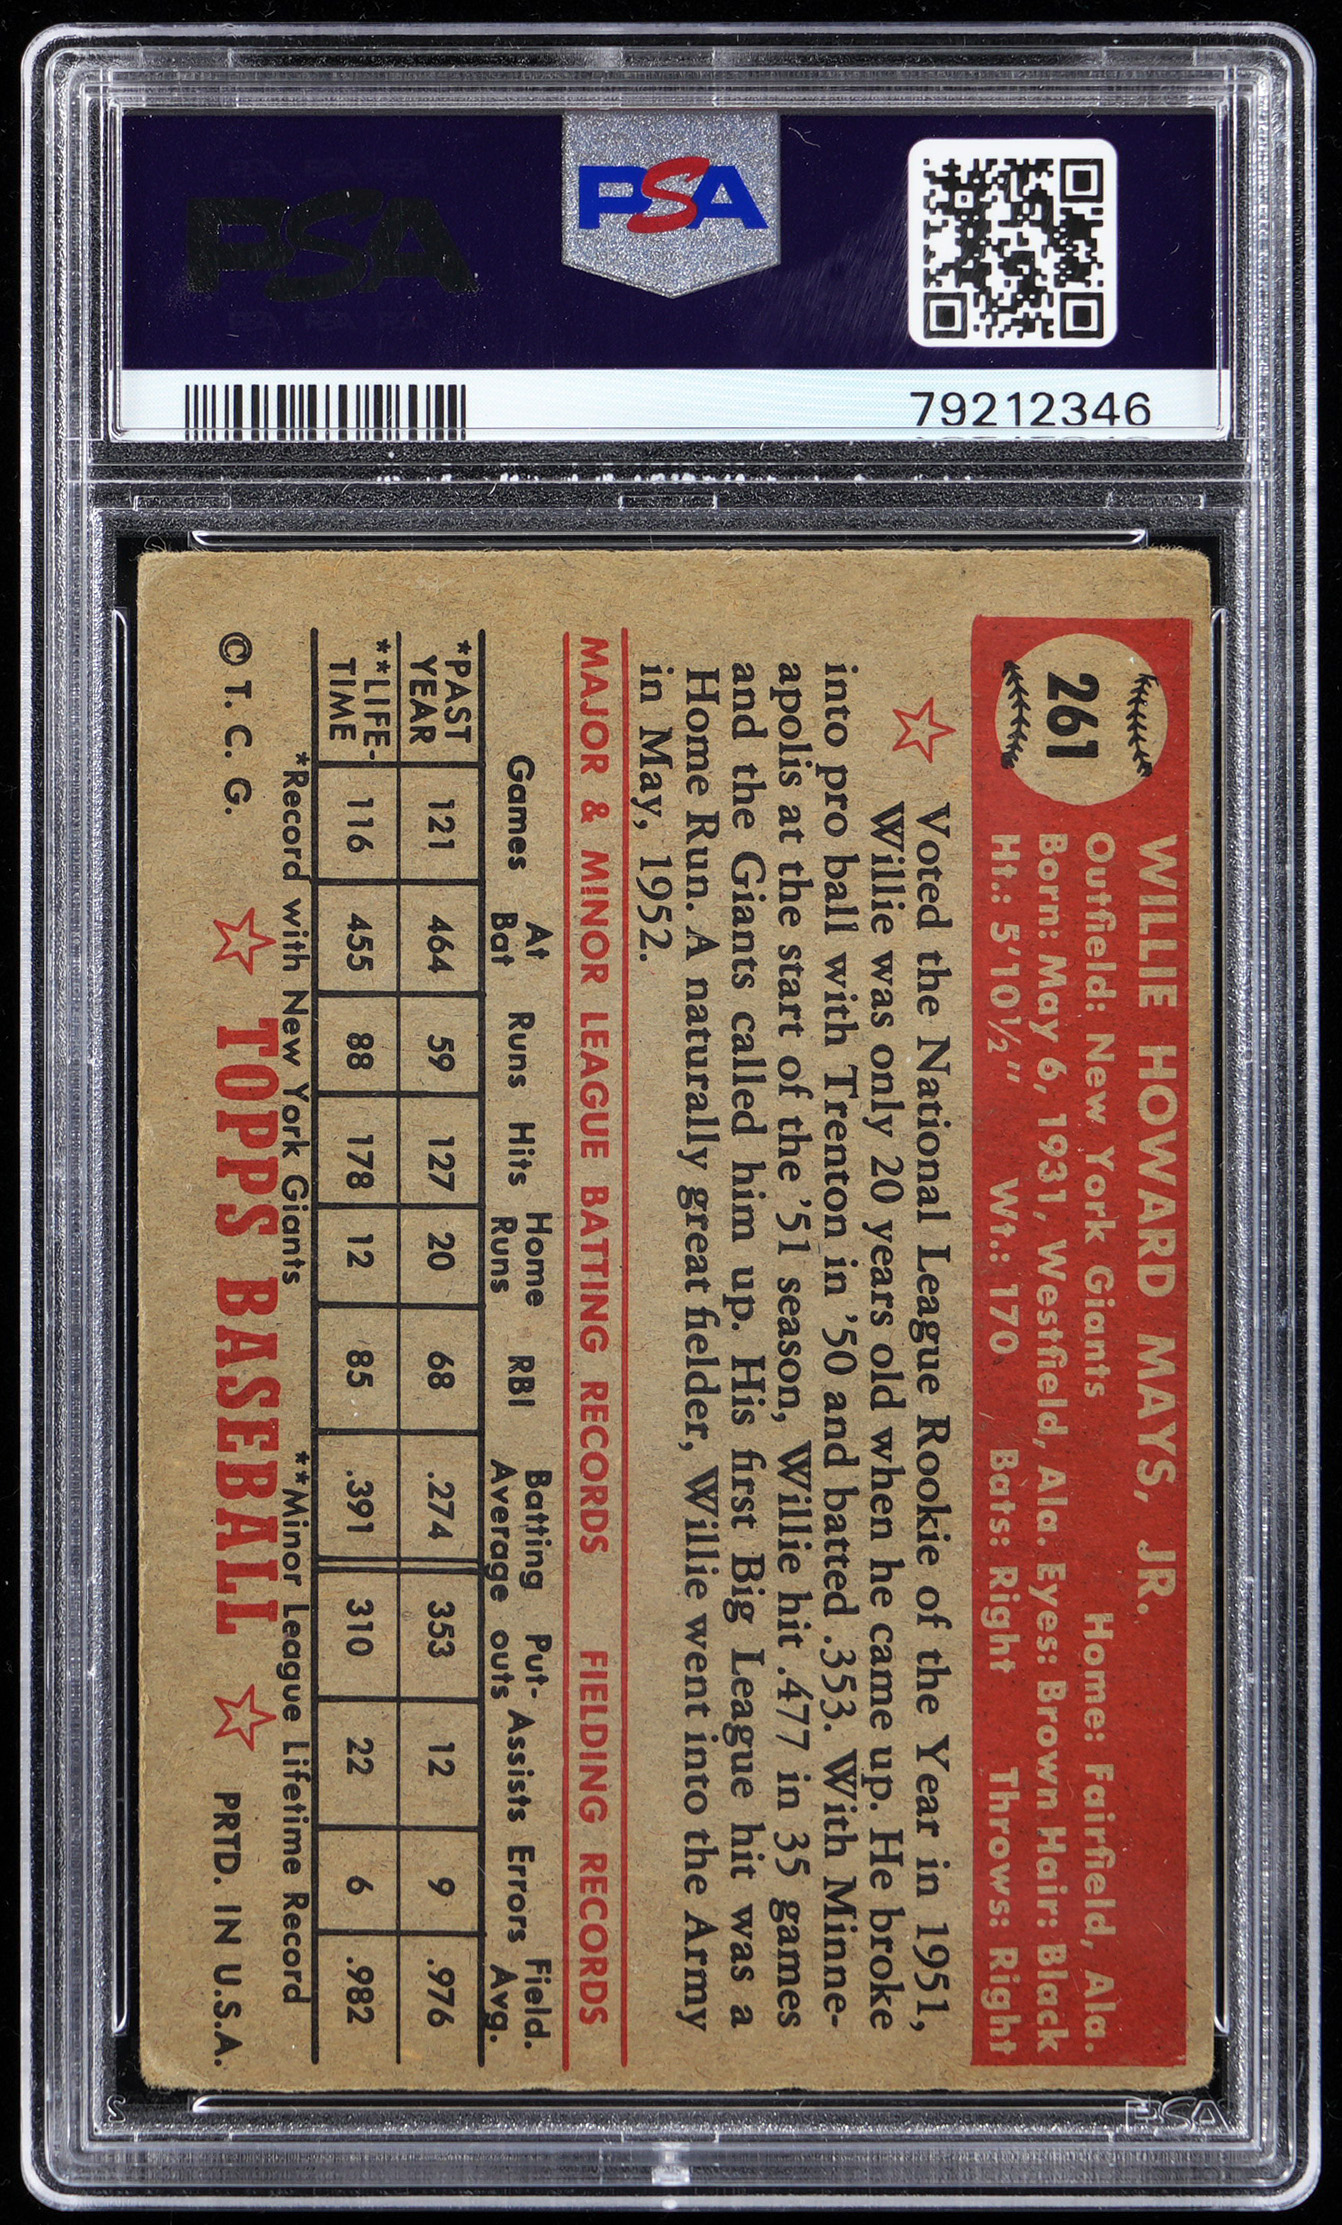 PSA
PSA
79212346
261
WILLIE HOWARD MAYS, JR.
Outfield: New York Giants Home: Fairfield, Ala.
Born: May 6, 1931, Westfield, Ala. Eyes: Brown Hair: Black
Ht.: 5'10½" Wt.: 170 Bats: Right Throws: Right
Voted the National League Rookie of the Year in 1951,
Willie was only 20 years old when he came up. He broke
into pro ball with Trenton in '50 and batted .353. With Minne-
apolis at the start of the '51 season, Willie hit .477 in 35 games
and the Giants called him up. His first Big League hit was a
Home Run. A naturally great fielder, Willie went into the Army
in May, 1952.
MAJOR & MINOR LEAGUE BATTING RECORDS FIELDING RECORDS
Games At Bat Runs Hits Home Runs RBI Batting Average Put-outs Assists Errors Field. Avg.
*PAST YEAR 121 464 59 127 20 68 .274 353 12 9 .976
**LIFE-TIME 116 455 88 178 12 85 .391 310 22 6 .982
*Record with New York Giants **Minor League Lifetime Record
© T. C. G. TOPPS BASEBALL PRTD. IN U.S.A.
PSA